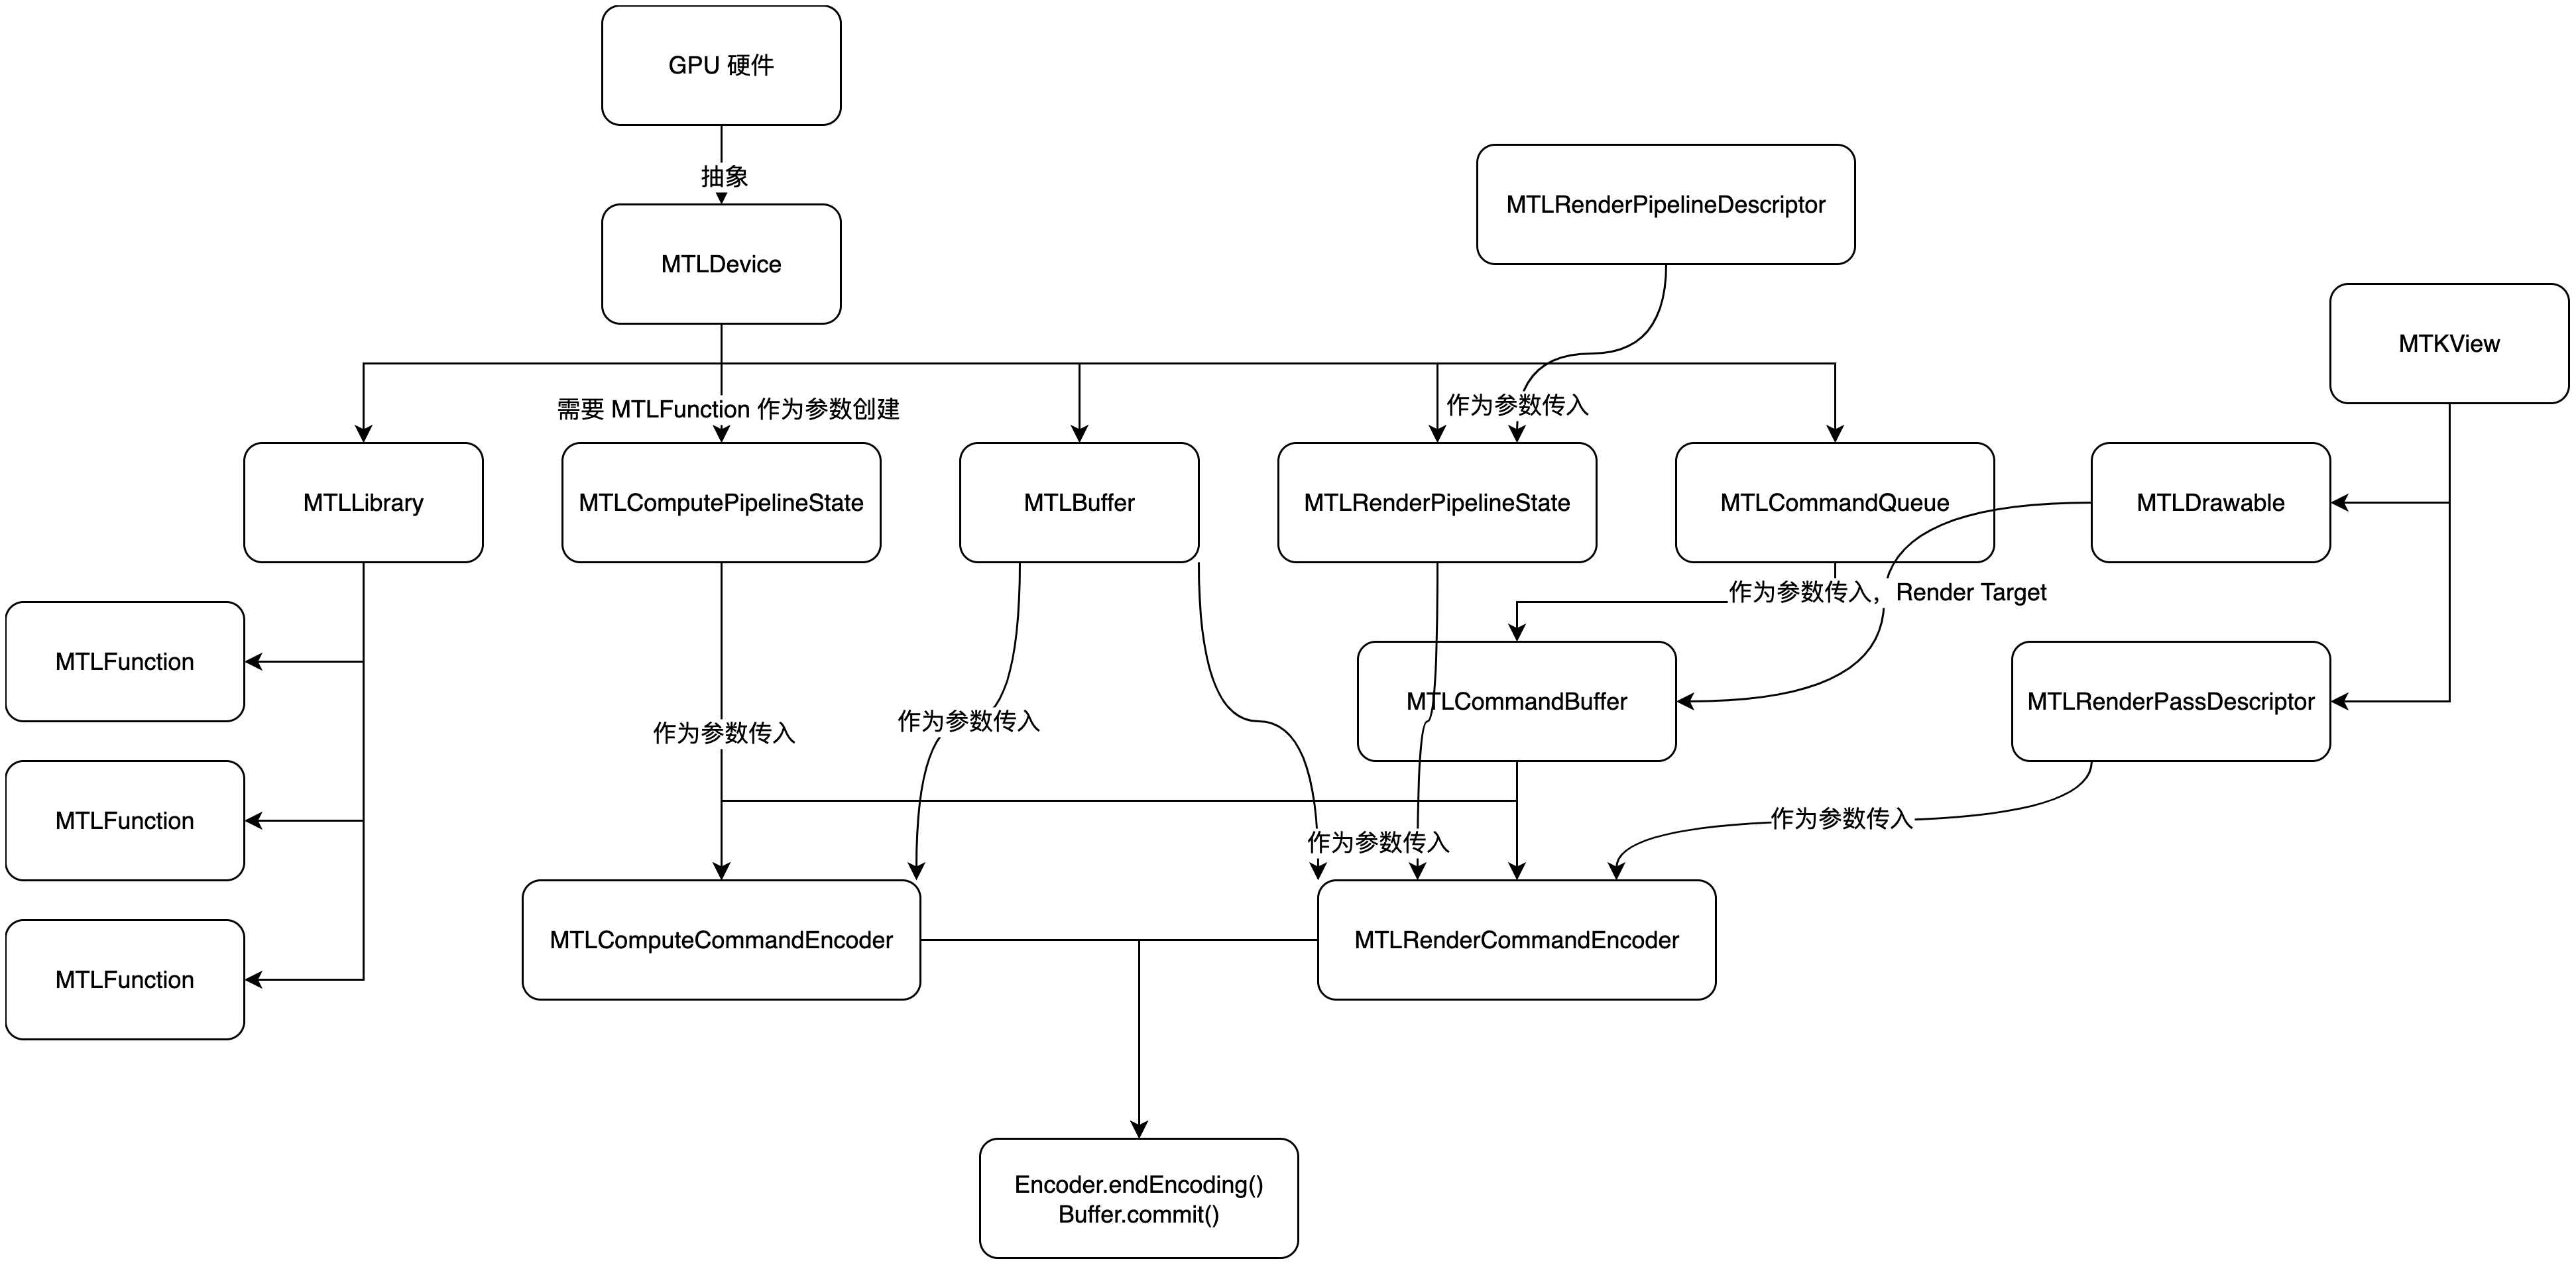 GPU 硬件
抽象
MTLRenderPipelineDescriptor
MTLDevice
MTKView
需要 MTLFunction 作为参数创建
作为参数传入
MTLLibrary
MTLComputePipelineState
MTLBuffer
MTLRenderPipelineState
MTLCommandQueue
MTLDrawable
作为参数传入，Render Target
MTLFunction
MTLCommandBuffer
MTLRenderPassDescriptor
作为参数传入
作为参数传入
MTLFunction
作为参数传入
作为参数传入
MTLComputeCommandEncoder
MTLRenderCommandEncoder
MTLFunction
Encoder.endEncoding()
Buffer.commit()